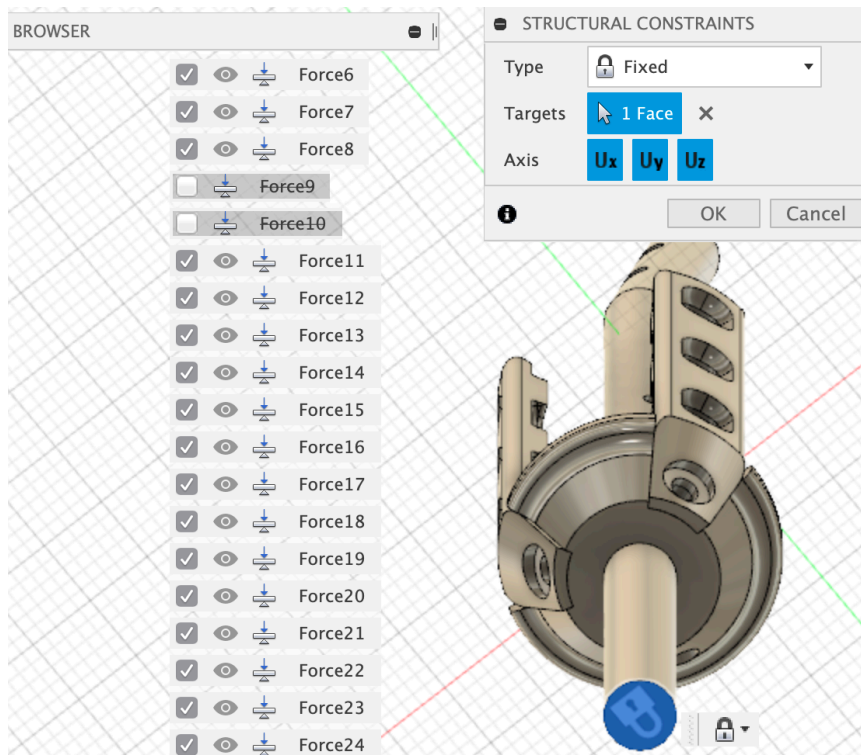 BROWSER
Force6
Force7
Force8
Force9
Force10
Force11
Force12
Force13
Force14
Force15
Force16
Force17
Force18
Force19
Force20
Force21
Force22
Force23
Force24
STRUCTURAL CONSTRAINTS
Type Fixed
Targets 1 Face
Axis Ux Uy Uz
OK Cancel